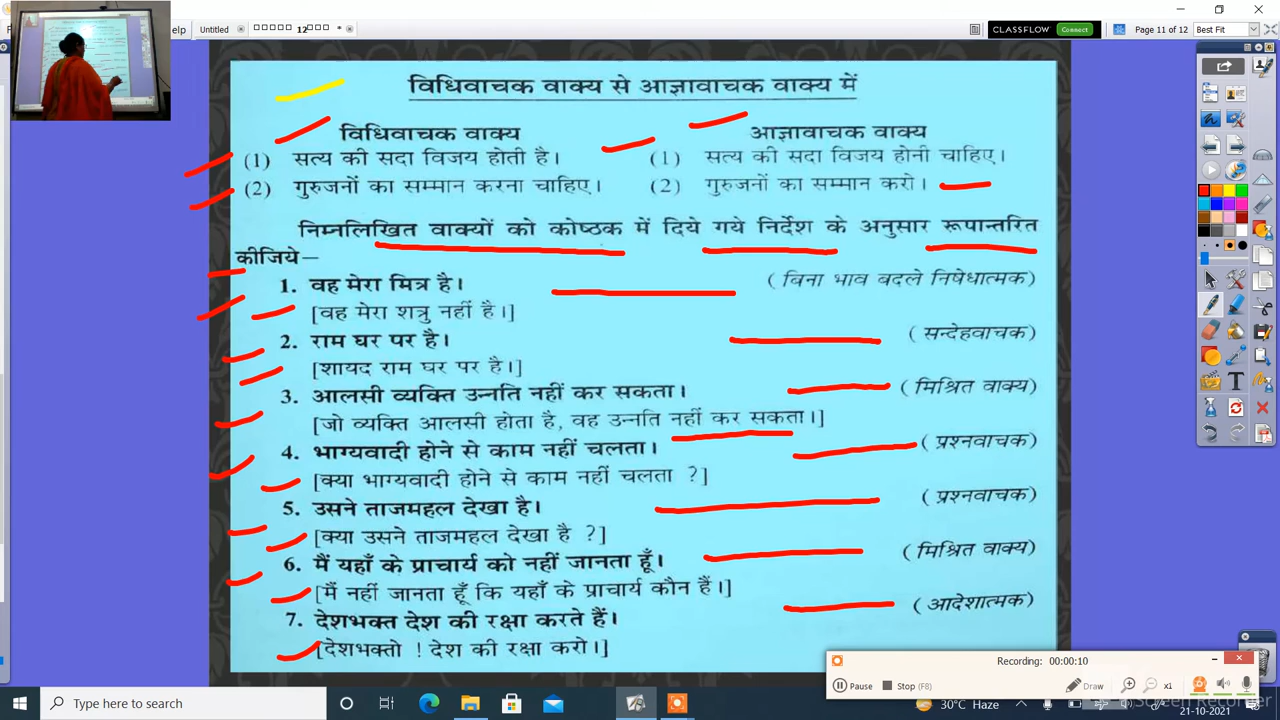 elp
Untitled
12
CLASSFLOW Connect
Page 11 of 12
Best Fit
विधिवाचक वाक्य से आज्ञावाचक वाक्य में
विधिवाचक वाक्य आज्ञावाचक वाक्य
(1) सत्य की सदा विजय होती है। (1) सत्य की सदा विजय होनी चाहिए।
(2) गुरुजनों का सम्मान करना चाहिए। (2) गुरुजनों का सम्मान करो।
निम्नलिखित वाक्यों को कोष्ठक में दिये गये निर्देश के अनुसार रूपान्तरित
कीजिये—
1. वह मेरा मित्र है। (बिना भाव बदले निषेधात्मक)
[वह मेरा शत्रु नहीं है।]
2. राम घर पर है। (सन्देहवाचक)
[शायद राम घर पर है।]
3. आलसी व्यक्ति उन्नति नहीं कर सकता। (मिश्रित वाक्य)
[जो व्यक्ति आलसी होता है, वह उन्नति नहीं कर सकता।]
4. भाग्यवादी होने से काम नहीं चलता। (प्रश्नवाचक)
[क्या भाग्यवादी होने से काम नहीं चलता ?]
5. उसने ताजमहल देखा है। (प्रश्नवाचक)
[क्या उसने ताजमहल देखा है ?]
6. मैं यहाँ के प्राचार्य को नहीं जानता हूँ। (मिश्रित वाक्य)
[मैं नहीं जानता हूँ कि यहाँ के प्राचार्य कौन हैं।]
7. देशभक्त देश की रक्षा करते हैं। (आदेशात्मक)
[देशभक्तो ! देश की रक्षा करो।]
Recording: 00:00:10
Pause Stop (F8) Draw x1
Type here to search
30°C Haze
21-10-2021